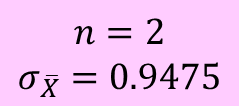 n = 2
σ_X̄ = 0.9475